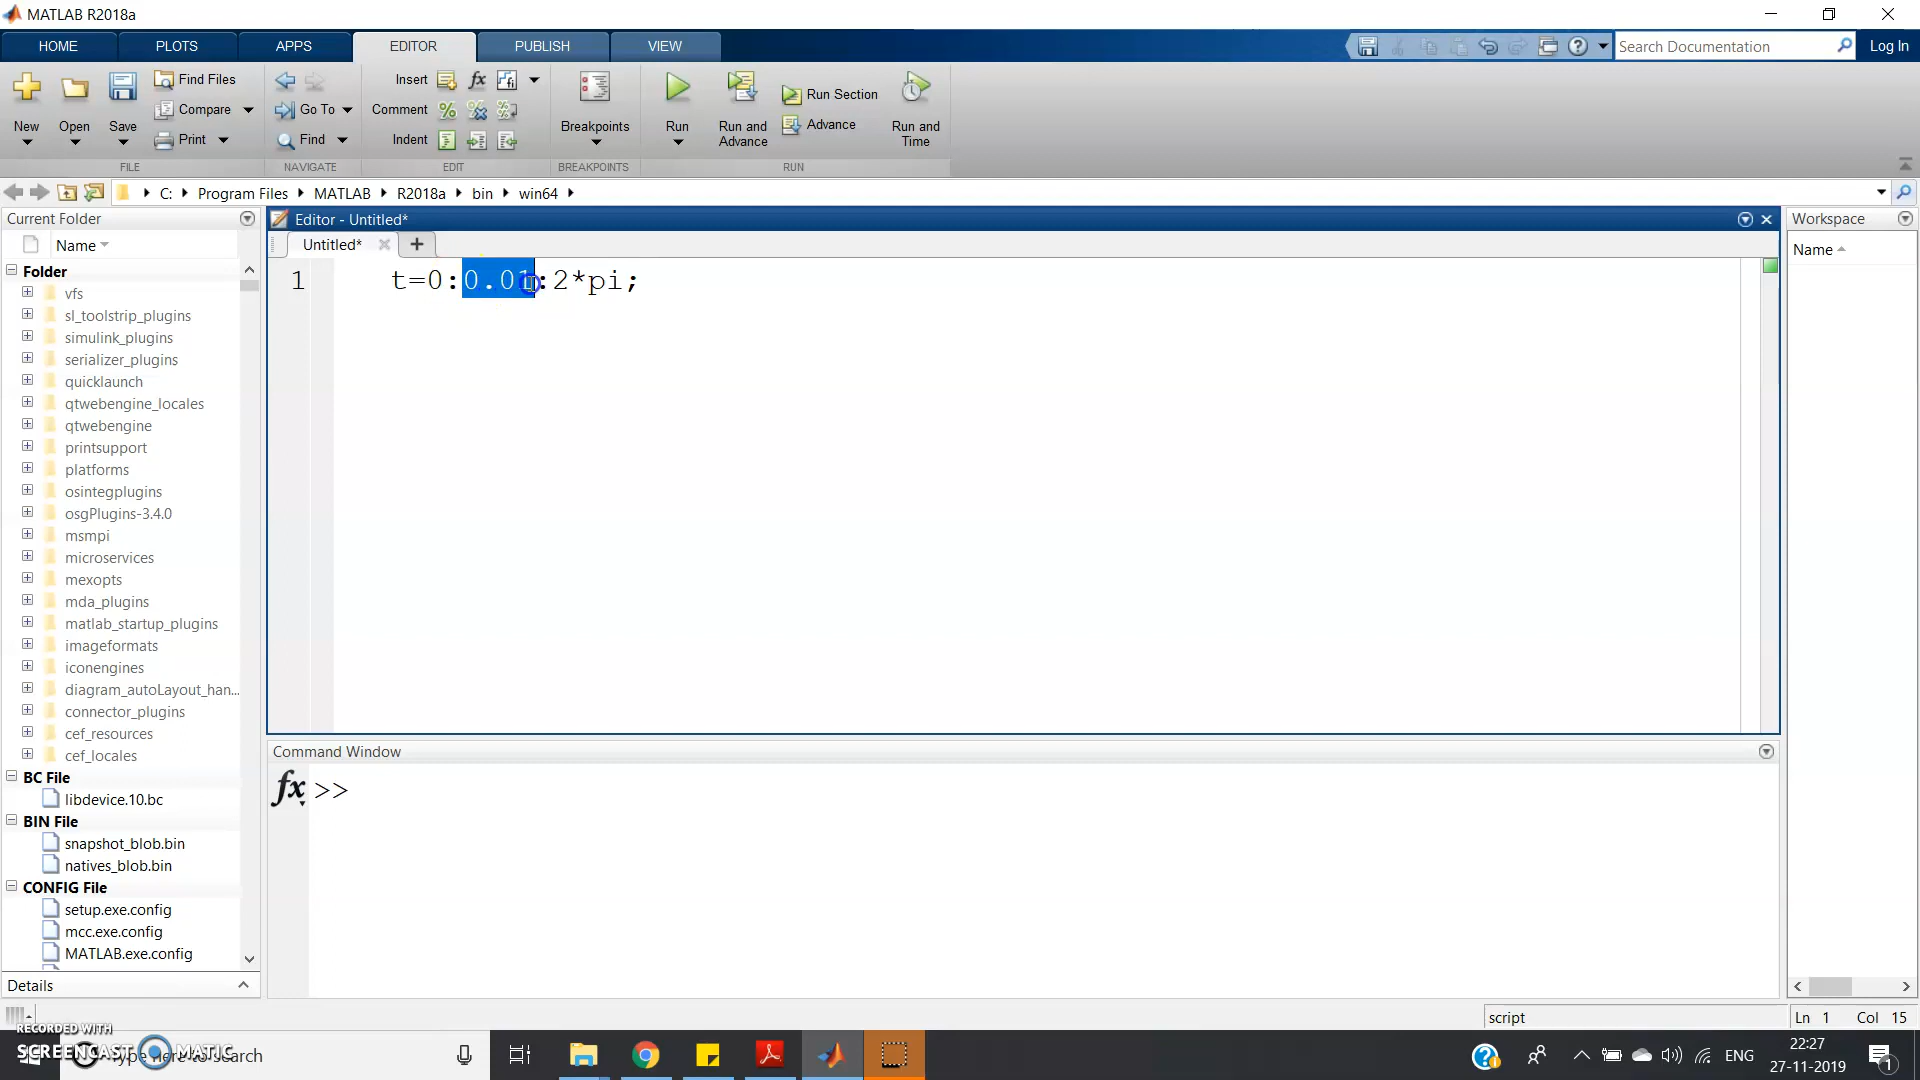 MATLAB R2018a
HOME PLOTS APPS EDITOR PUBLISH VIEW
Search Documentation Log In
New Open Save
Find Files
Compare
Print
FILE
Go To
Find
NAVIGATE
Insert fx
Comment
Indent
EDIT
Breakpoints
BREAKPOINTS
Run
Run and Advance
Run Section
Advance
Run and Time
RUN
C: Program Files MATLAB R2018a bin win64
Current Folder
Name
Folder
vfs
sl_toolstrip_plugins
simulink_plugins
serializer_plugins
quicklaunch
qtwebengine_locales
qtwebengine
printsupport
platforms
osintegplugins
osgPlugins-3.4.0
msmpi
microservices
mexopts
mda_plugins
matlab_startup_plugins
imageformats
iconengines
diagram_autoLayout_han...
connector_plugins
cef_resources
cef_locales
BC File
libdevice.10.bc
BIN File
snapshot_blob.bin
natives_blob.bin
CONFIG File
setup.exe.config
mcc.exe.config
MATLAB.exe.config
Details
Editor - Untitled*
Untitled*
1 t=0:0.01:2*pi;
Command Window
fx >>
Workspace
Name
script Ln 1 Col 15
RECORDED WITH
SCREENCAST MATIC
Type here to search
ENG
22:27
27-11-2019
1